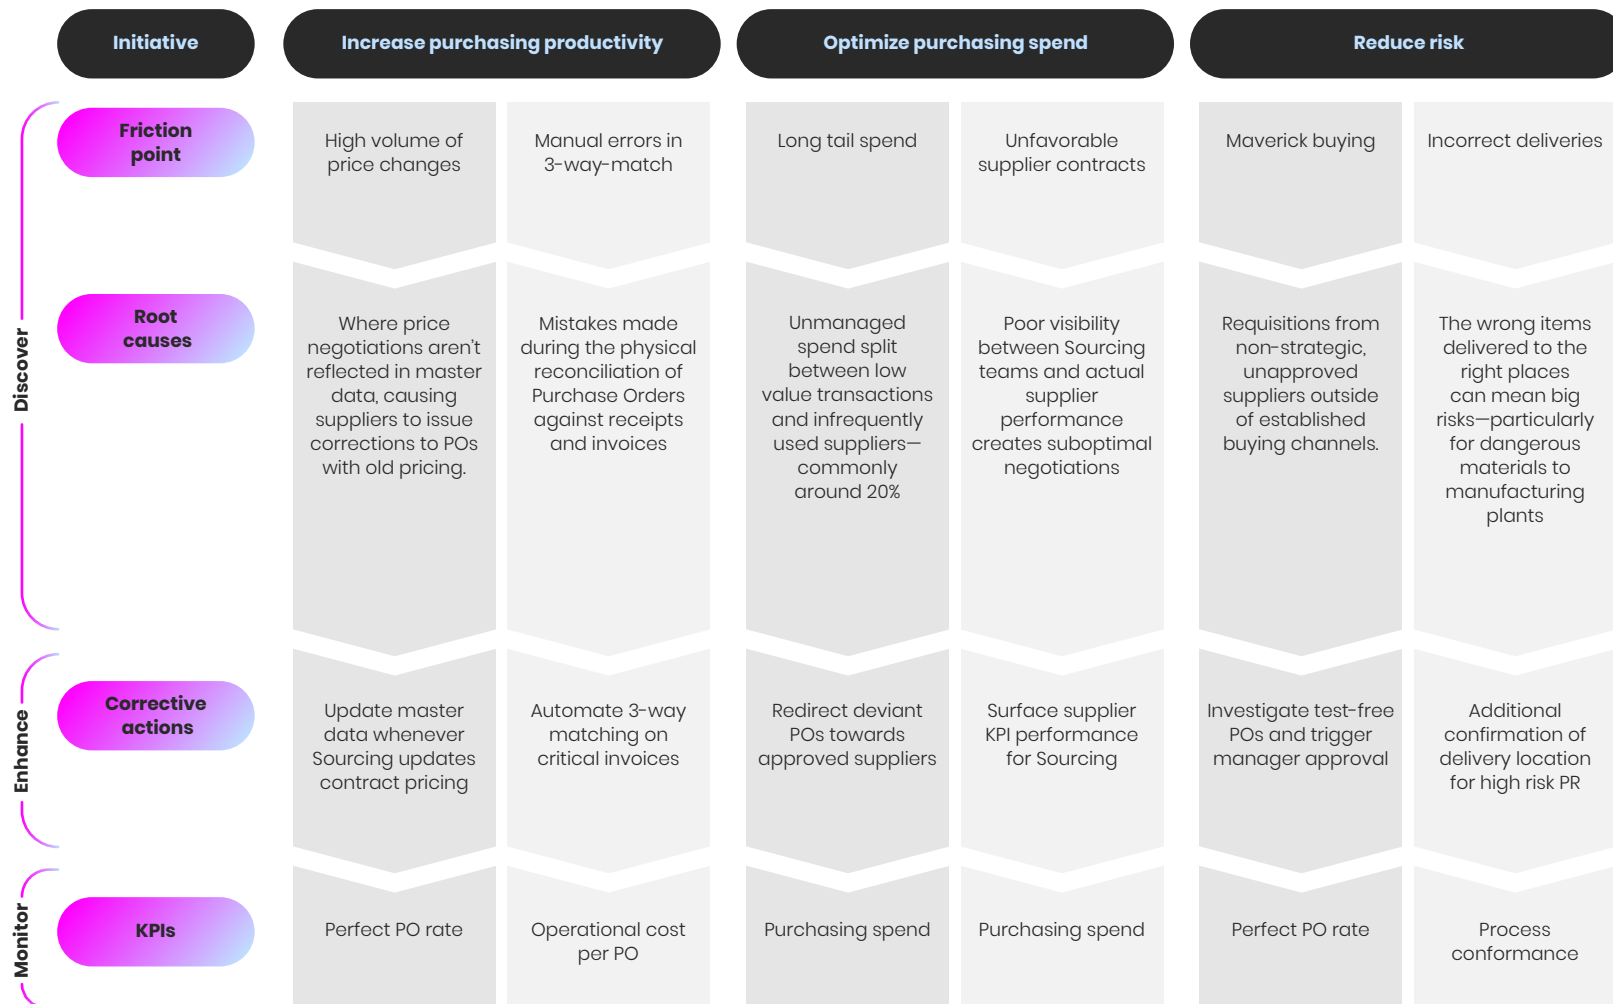 Initiative
Increase purchasing productivity
Optimize purchasing spend
Reduce risk
Discover
Friction
point
High volume of
price changes
Manual errors in
3-way-match
Long tail spend
Unfavorable
supplier contracts
Maverick buying
Incorrect deliveries
Root
causes
Where price
negotiations aren't
reflected in master
data, causing
suppliers to issue
corrections to POs
with old pricing.
Mistakes made
during the physical
reconciliation of
Purchase Orders
against receipts
and invoices
Unmanaged
spend split
between low
value transactions
and infrequently
used suppliers—
commonly
around 20%
Poor visibility
between Sourcing
teams and actual
supplier
performance
creates suboptimal
negotiations
Requisitions from
non-strategic,
unapproved
suppliers outside
of established
buying channels.
The wrong items
delivered to the
right places
can mean big
risks—particularly
for dangerous
materials to
manufacturing
plants
Enhance
Corrective
actions
Update master
data whenever
Sourcing updates
contract pricing
Automate 3-way
matching on
critical invoices
Redirect deviant
POs towards
approved suppliers
Surface supplier
KPI performance
for Sourcing
Investigate test-free
POs and trigger
manager approval
Additional
confirmation of
delivery location
for high risk PR
Monitor
KPIs
Perfect PO rate
Operational cost
per PO
Purchasing spend
Purchasing spend
Perfect PO rate
Process
conformance